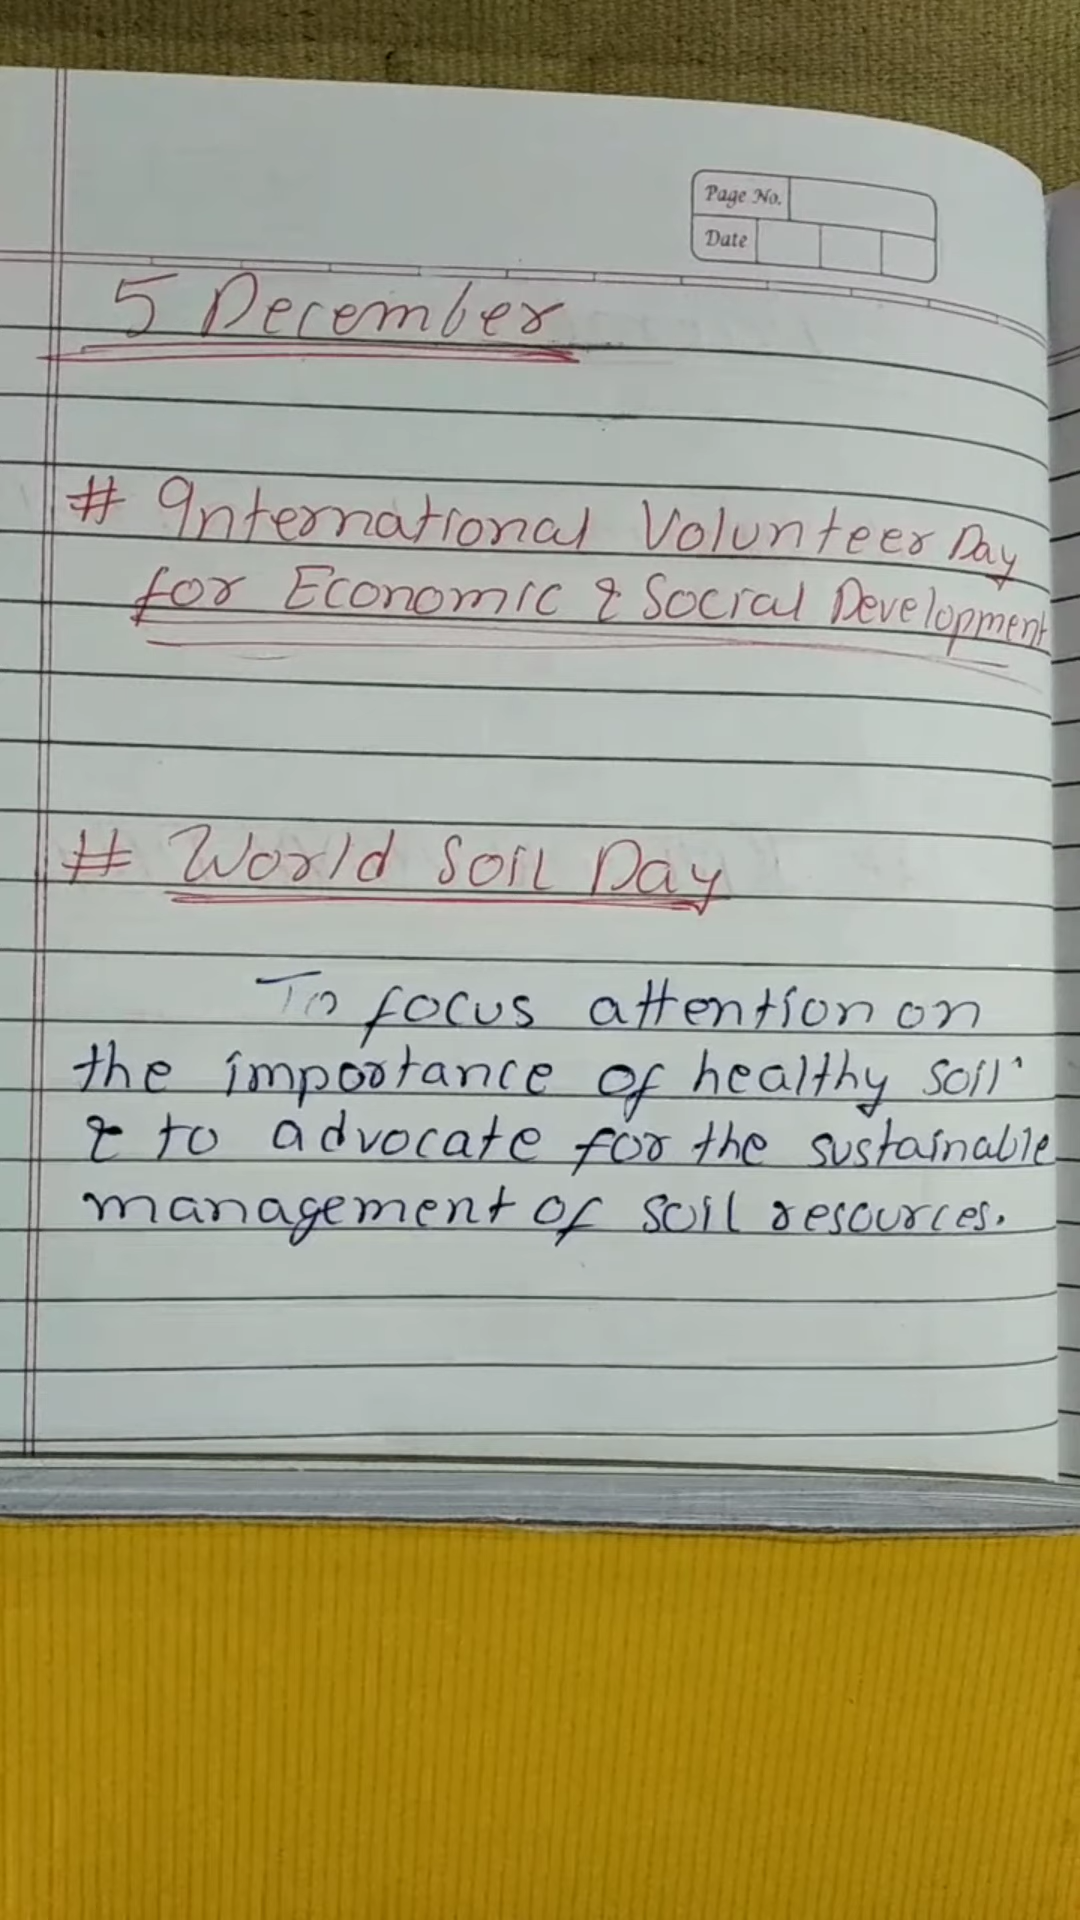 Page No.
Date
5 December
# International Volunteer Day
for Economic & Social Development
# World Soil Day
To focus attention on
the importance of healthy soil
& to advocate for the sustainable
management of soil resources.